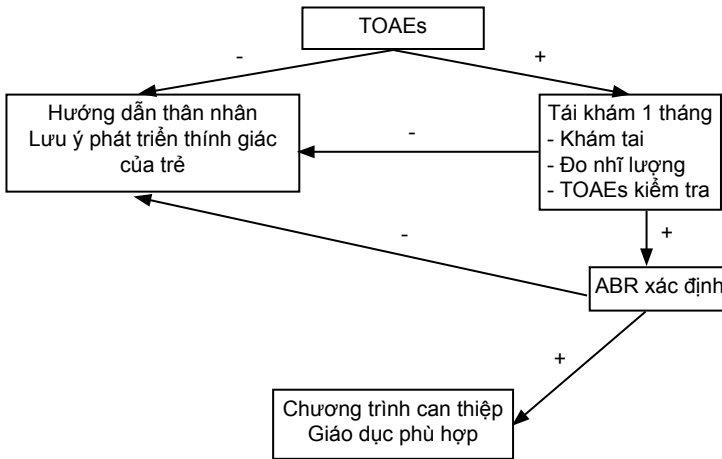 TOAEs
-
+
Hướng dẫn thân nhân
Lưu ý phát triển thính giác
của trẻ
Tái khám 1 tháng
- Khám tai
- Đo nhĩ lượng
- TOAEs kiểm tra
-
+
-
ABR xác định
+
Chương trình can thiệp
Giáo dục phù hợp